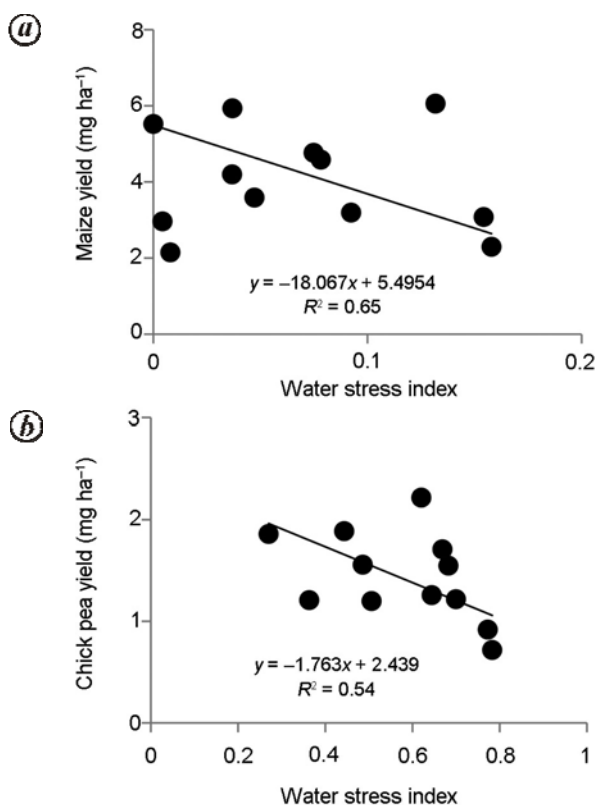 a
8
6
4
2
0
Maize yield (mg ha⁻¹)
y = –18.067x + 5.4954
R² = 0.65
0 0.1 0.2
Water stress index
b
3
2
1
0
Chick pea yield (mg ha⁻¹)
y = –1.763x + 2.439
R² = 0.54
0 0.2 0.4 0.6 0.8 1
Water stress index